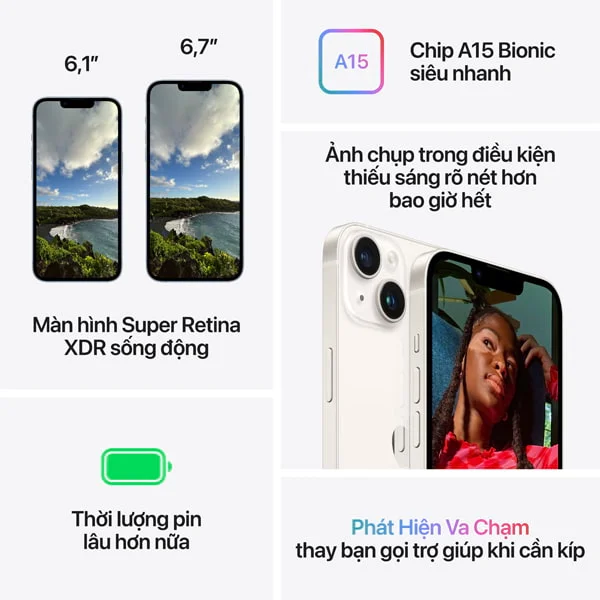 6,1”
6,7”
Màn hình Super Retina
XDR sống động
A15
Chip A15 Bionic
siêu nhanh
Ảnh chụp trong điều kiện
thiếu sáng rõ nét hơn
bao giờ hết
Thời lượng pin
lâu hơn nữa
Phát Hiện Va Chạm
thay bạn gọi trợ giúp khi cần kíp